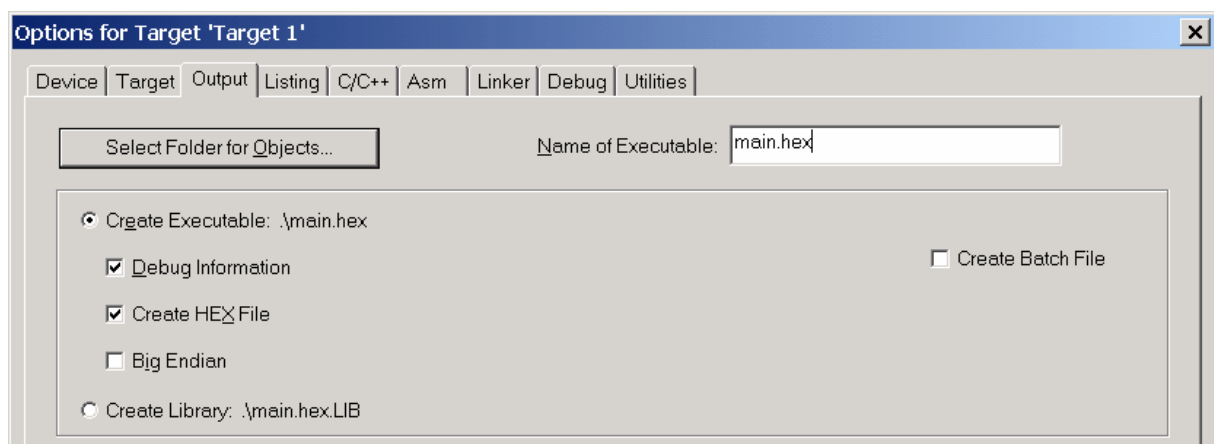 Options for Target 'Target 1'
Device Target Output Listing C/C++ Asm Linker Debug Utilities
Select Folder for Objects... Name of Executable: main.hex
Create Executable: .\main.hex
Debug Information Create Batch File
Create HEX File
Big Endian
Create Library: .\main.hex.LIB